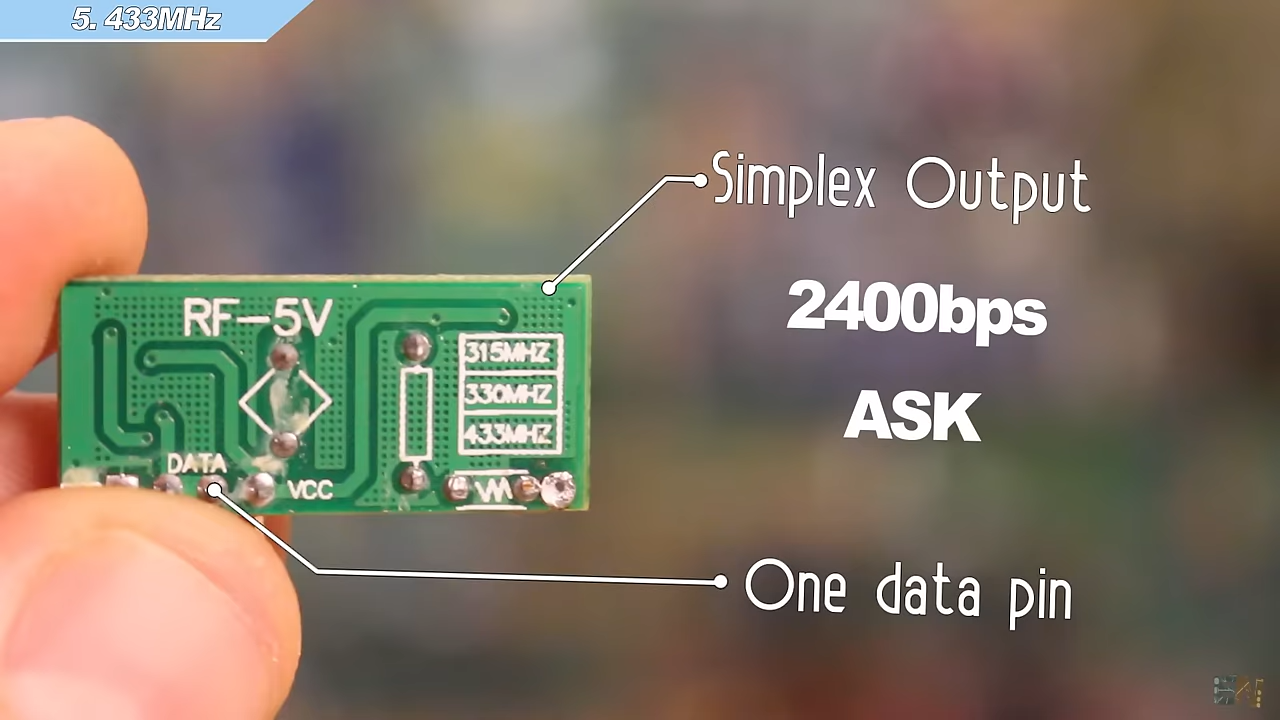 5. 433MHz
Simplex Output
2400bps
ASK
RF-5V
315MHZ
330MHZ
433MHZ
DATA
VCC
One data pin